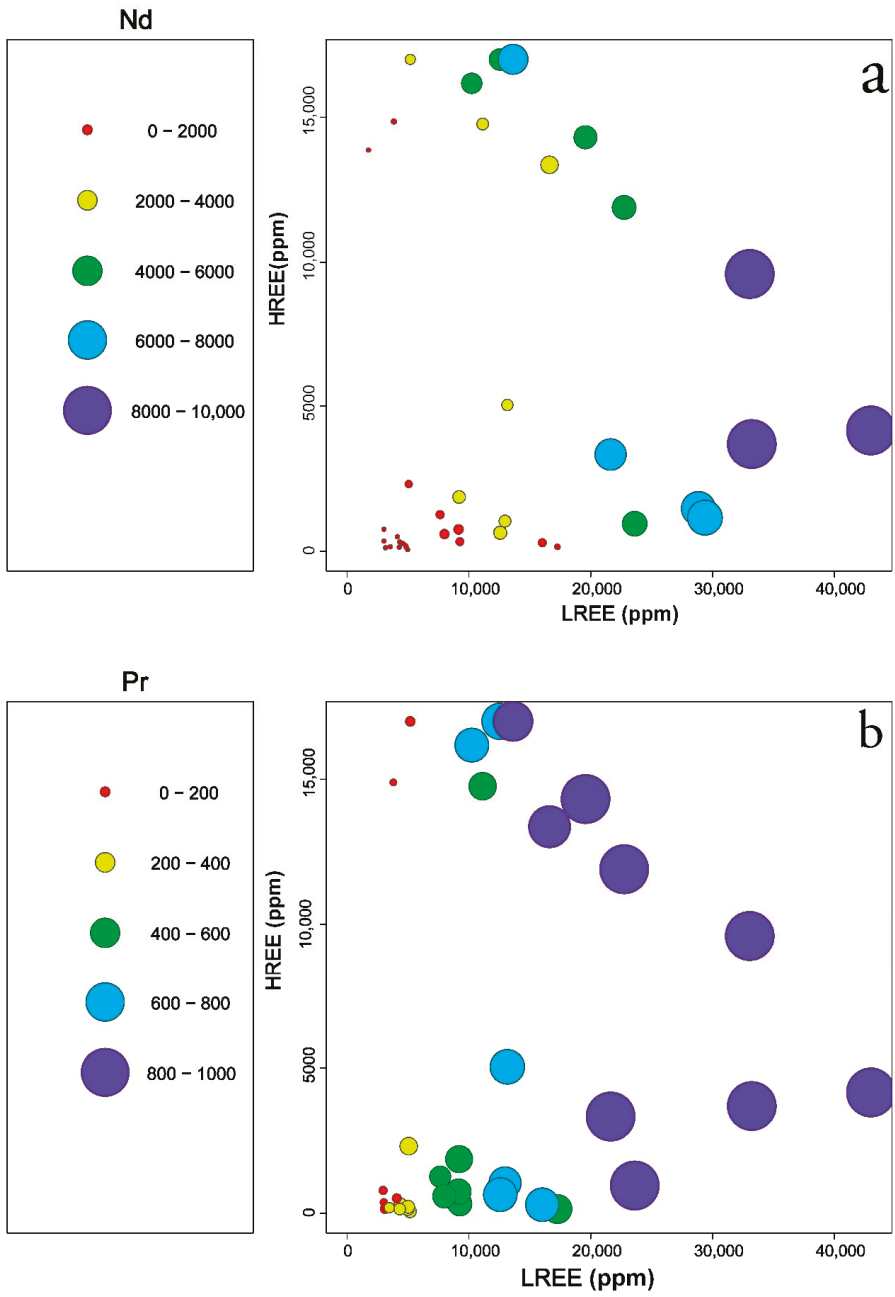 Nd
0 – 2000
2000 – 4000
4000 – 6000
6000 – 8000
8000 – 10,000
a
15,000
10,000
5000
0
HREE(ppm)
0 10,000 20,000 30,000 40,000
LREE (ppm)
Pr
0 – 200
200 – 400
400 – 600
600 – 800
800 – 1000
b
15,000
10,000
5000
0
HREE (ppm)
0 10,000 20,000 30,000 40,000
LREE (ppm)